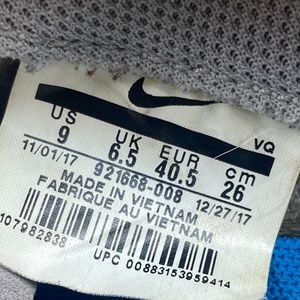 US UK EUR cm VQ
9 6.5 40.5 26
11/01/17 921668-008 12/27/17
MADE IN VIETNAM
FABRIQUE AU VIETNAM
107982838
UPC 00883153959414